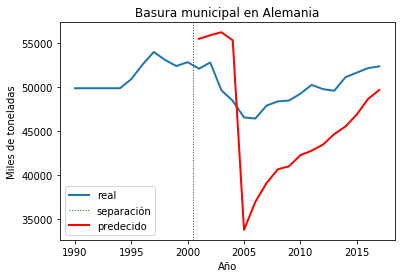 Basura municipal en Alemania
Miles de toneladas
55000
50000
45000
40000
35000
real
separación
predecido
1990 1995 2000 2005 2010 2015
Año